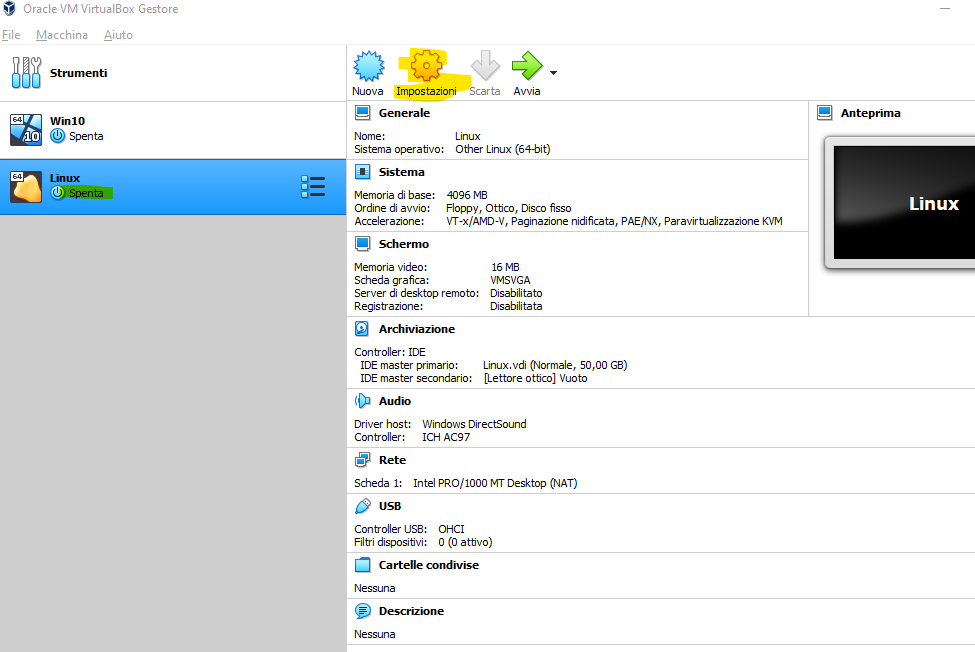 Oracle VM VirtualBox Gestore
File Macchina Aiuto
Strumenti
Nuova Impostazioni Scarta Avvia
64
10
Win10
Spenta
64
Linux
Spenta
Generale
Nome: Linux
Sistema operativo: Other Linux (64-bit)
Anteprima
Linux
Sistema
Memoria di base: 4096 MB
Ordine di avvio: Floppy, Ottico, Disco fisso
Accelerazione: VT-x/AMD-V, Paginazione nidificata, PAE/NX, Paravirtualizzazione KVM
Schermo
Memoria video: 16 MB
Scheda grafica: VMSVGA
Server di desktop remoto: Disabilitato
Registrazione: Disabilitata
Archiviazione
Controller: IDE
IDE master primario: Linux.vdi (Normale, 50,00 GB)
IDE master secondario: [Lettore ottico] Vuoto
Audio
Driver host: Windows DirectSound
Controller: ICH AC97
Rete
Scheda 1: Intel PRO/1000 MT Desktop (NAT)
USB
Controller USB: OHCI
Filtri dispositivi: 0 (0 attivo)
Cartelle condivise
Nessuna
Descrizione
Nessuna